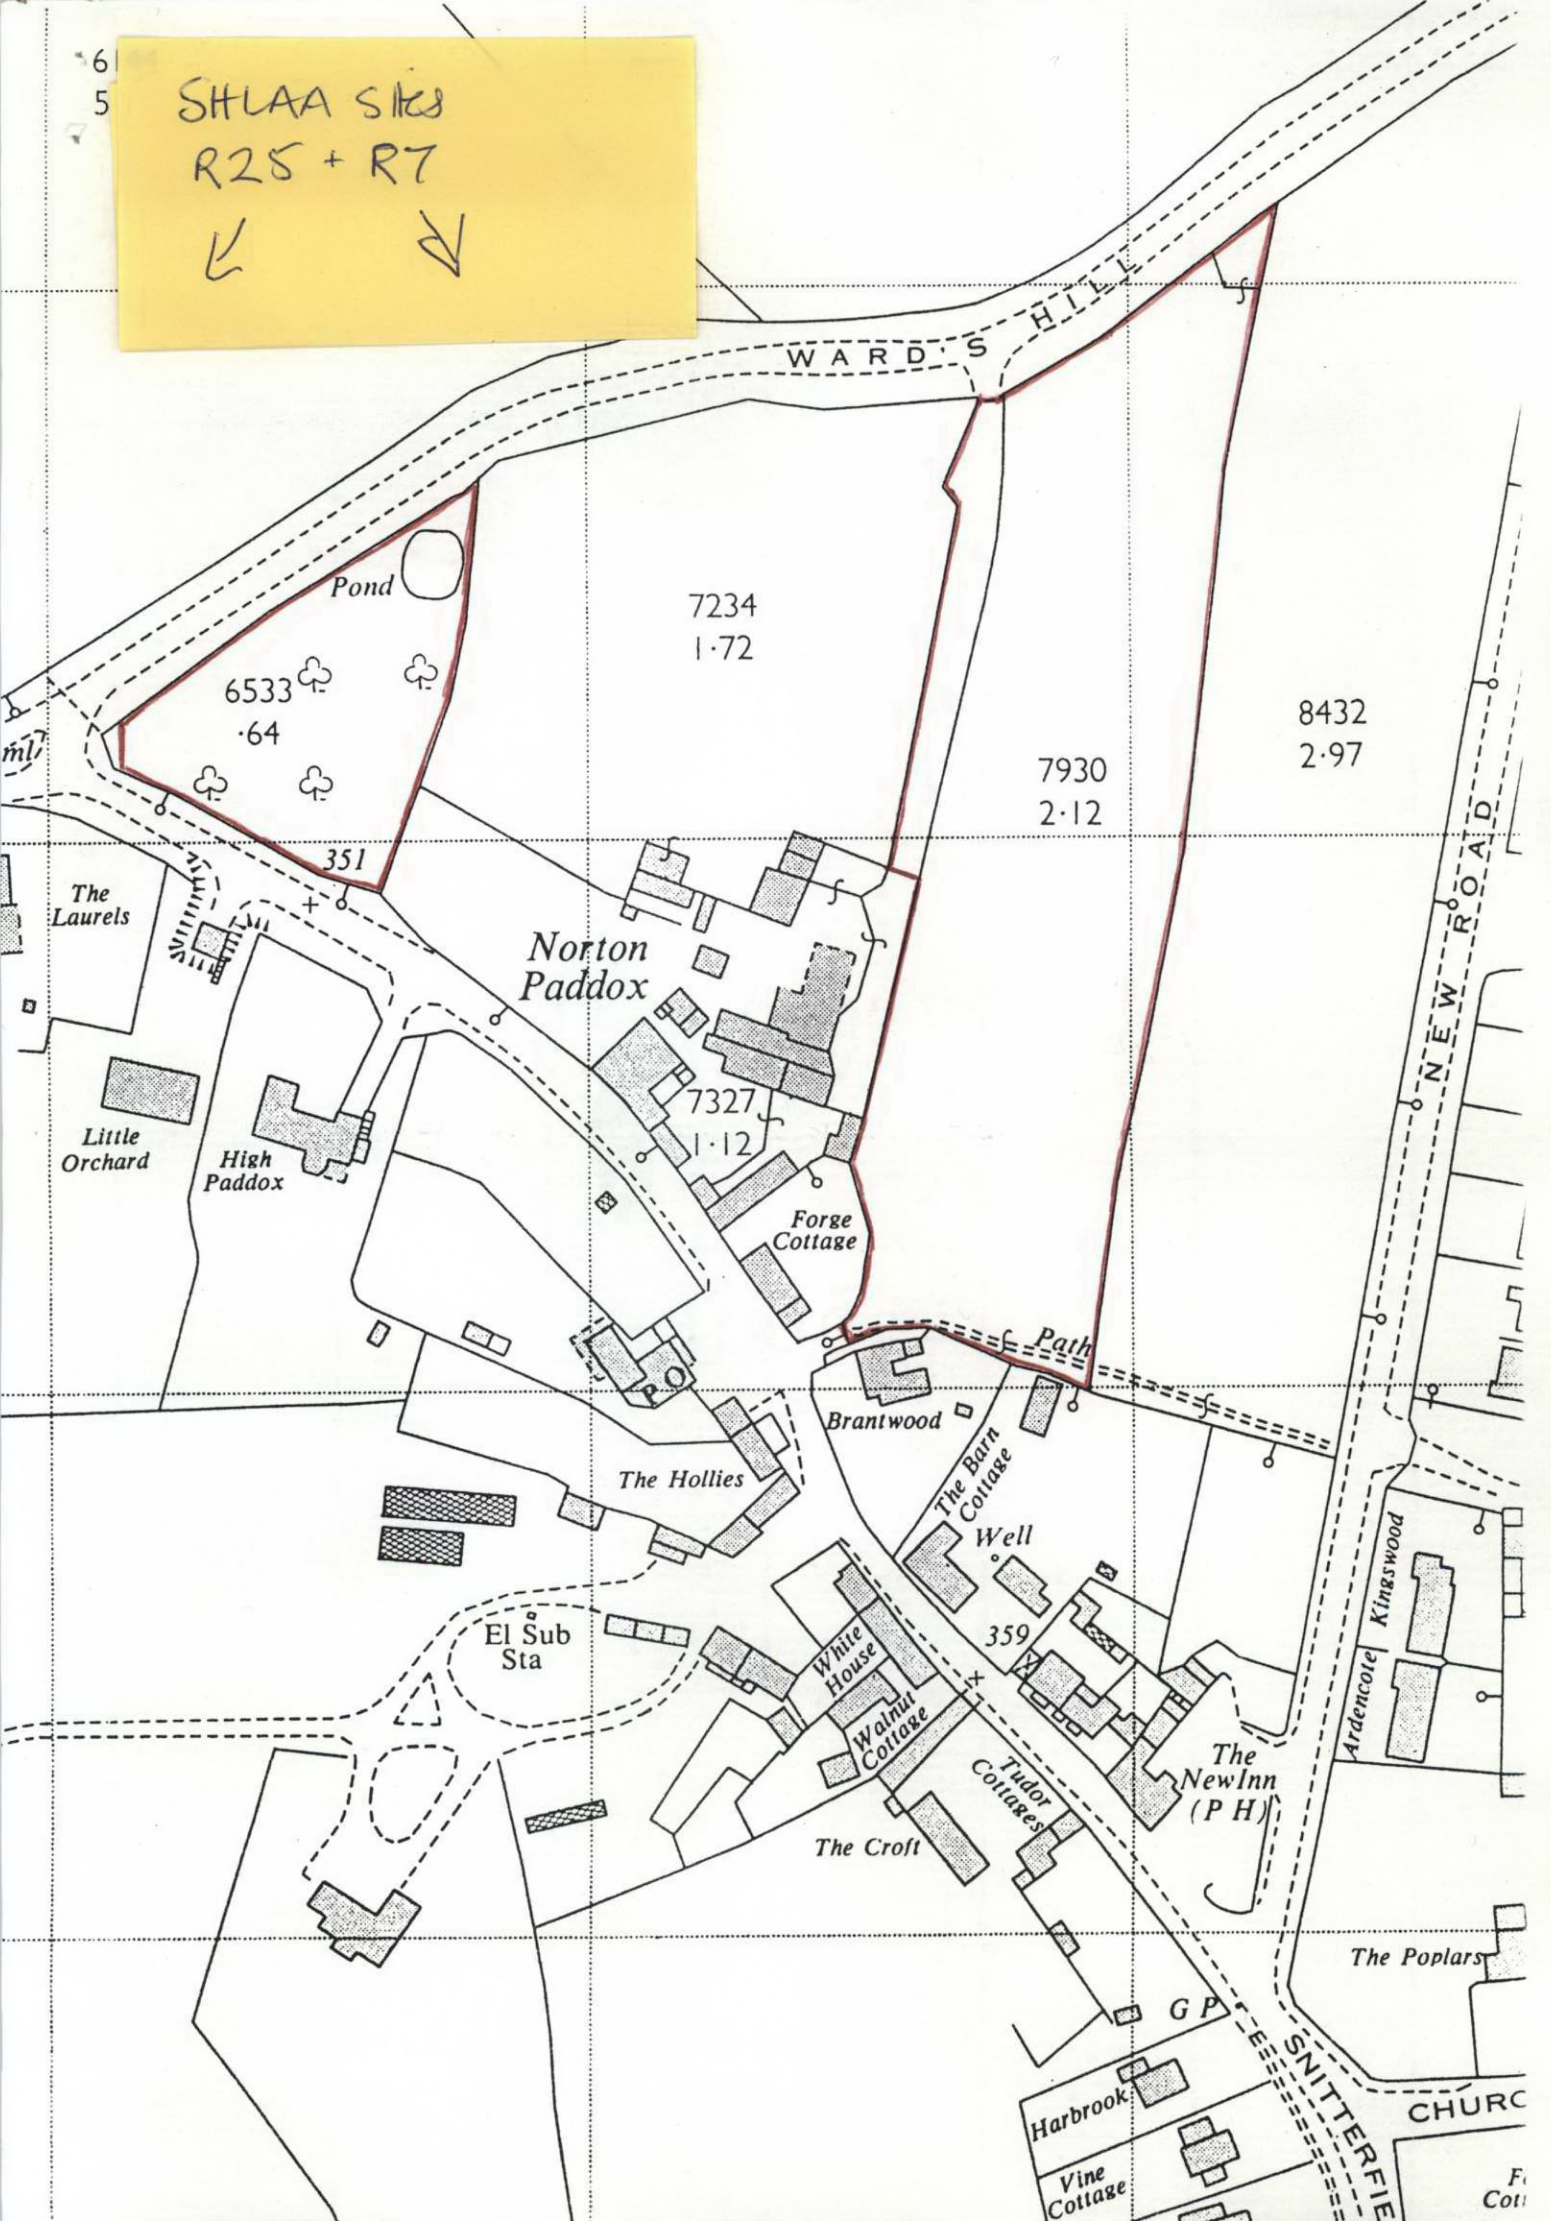 6
5
SHLAA Sites
R25 + R7
WARD'S HILL
Pond
7234
1·72
6533
·64
8432
2·97
7930
2·12
351
The
Laurels
Norton
Paddox
NEW ROAD
7327
1·12
Little
Orchard
High
Paddox
Forge
Cottage
Path
P O
Brantwood
The Hollies
The Barn
Cottage
Well
Kingswood
El Sub
Sta
359
White
House
Ardencote
Walnut
Cottage
The
New Inn
(P H)
Tudor
Cottages
The Croft
The Poplars
G P
SNITTERFIE
CHURC
Harbrook
Vine
Cottage